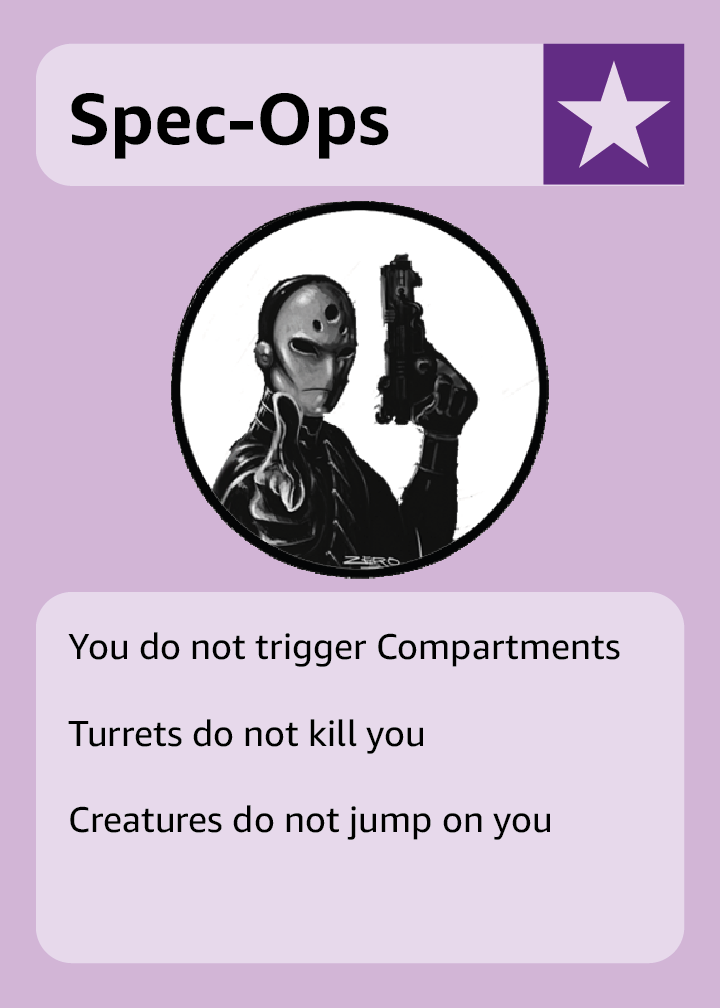 Spec-Ops
ZERO
You do not trigger Compartments
Turrets do not kill you
Creatures do not jump on you